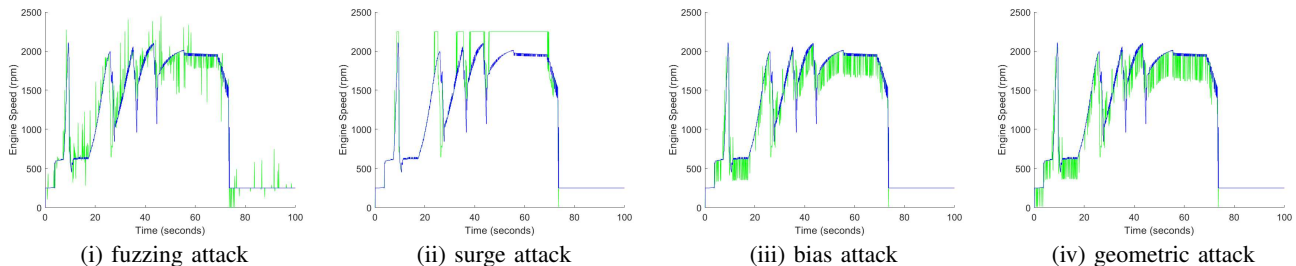 2500
2000
1500
1000
500
0
Engine Speed (rpm)
0 20 40 60 80 100
Time (seconds)
(i) fuzzing attack
2500
2000
1500
1000
500
0
Engine Speed (rpm)
0 20 40 60 80 100
Time (seconds)
(ii) surge attack
2500
2000
1500
1000
500
0
Engine Speed (rpm)
0 20 40 60 80 100
Time (seconds)
(iii) bias attack
2500
2000
1500
1000
500
0
Engine Speed (rpm)
0 20 40 60 80 100
Time (seconds)
(iv) geometric attack